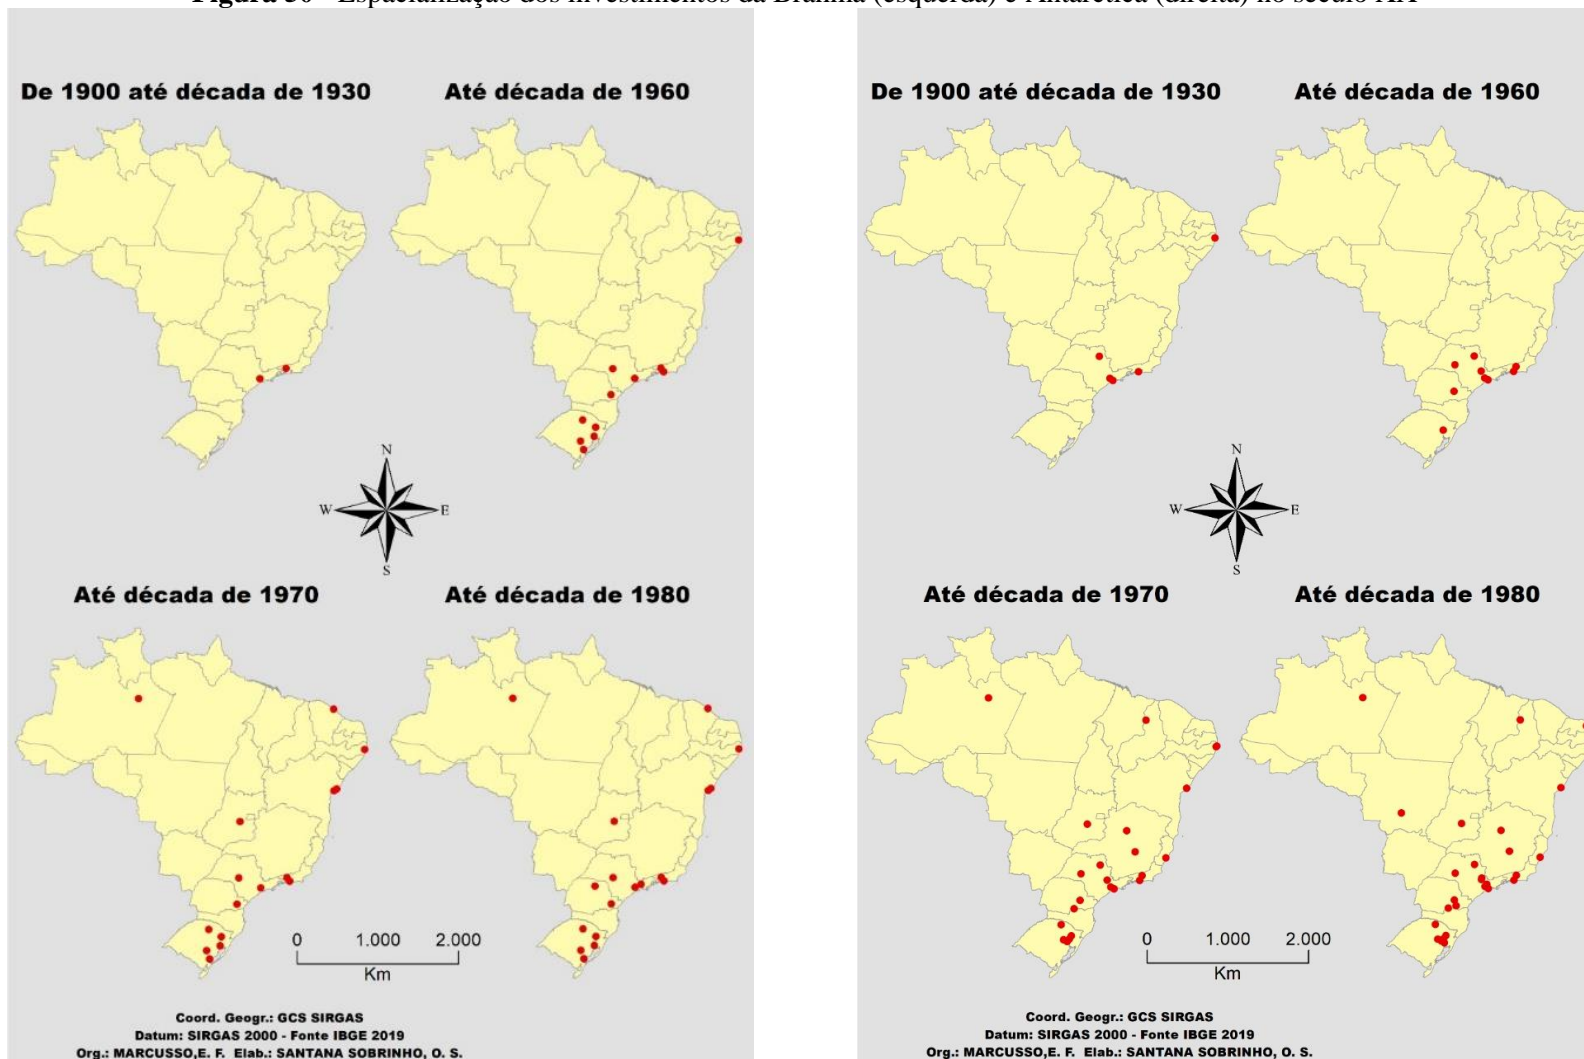 De 1900 até década de 1930 Até década de 1960
N
W E
S
Até década de 1970 Até década de 1980
0 1.000 2.000
Km
Coord. Geogr.: GCS SIRGAS
Datum: SIRGAS 2000 - Fonte IBGE 2019
Org.: MARCUSSO,E. F. Elab.: SANTANA SOBRINHO, O. S.
De 1900 até década de 1930 Até década de 1960
N
W E
S
Até década de 1970 Até década de 1980
0 1.000 2.000
Km
Coord. Geogr.: GCS SIRGAS
Datum: SIRGAS 2000 - Fonte IBGE 2019
Org.: MARCUSSO,E. F. Elab.: SANTANA SOBRINHO, O. S.